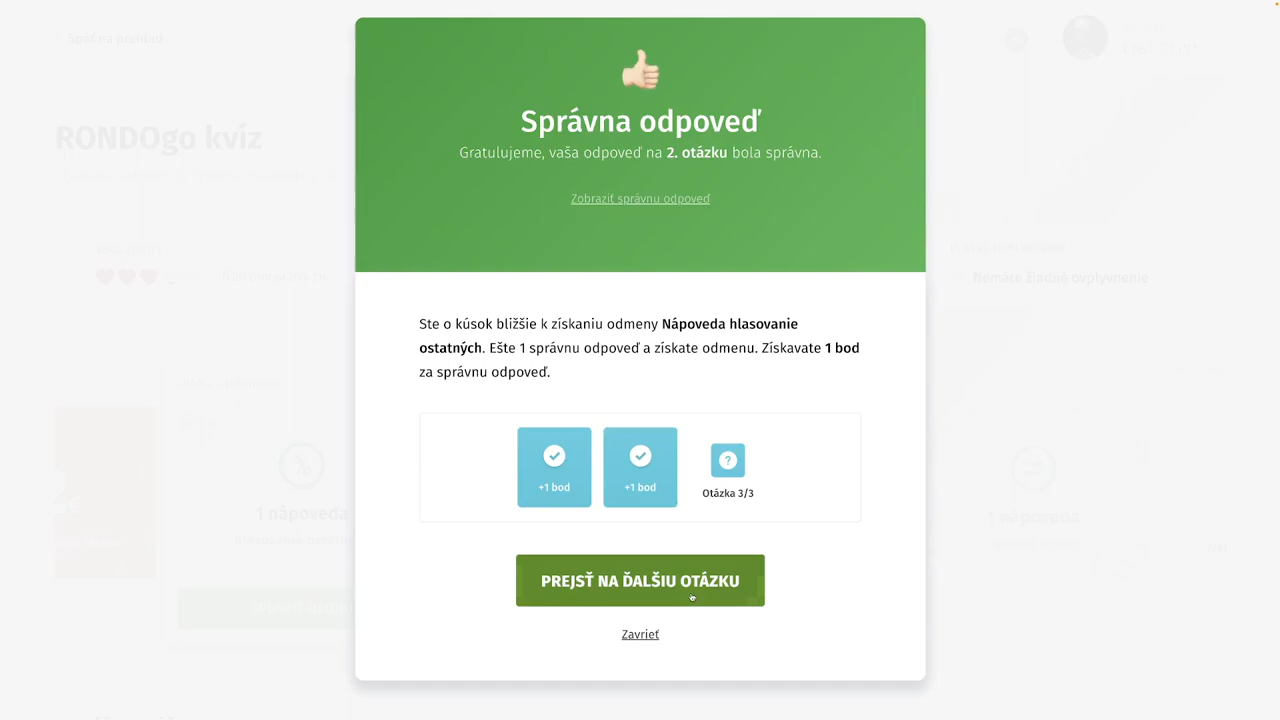 Späť na prehľad
RONDOgo kvíz
Nemáte žiadne ovplyvnenie
1 nápoveda
1 nápoveda
Správna odpoveď
Gratulujeme, vaša odpoveď na 2. otázku bola správna.
Zobraziť správnu odpoveď
Ste o kúsok bližšie k získaniu odmeny Nápoveda hlasovanie
ostatných. Ešte 1 správnu odpoveď a získate odmenu. Získavate 1 bod
za správnu odpoveď.
+1 bod
+1 bod
?
Otázka 3/3
PREJSŤ NA ĎALŠIU OTÁZKU
Zavrieť